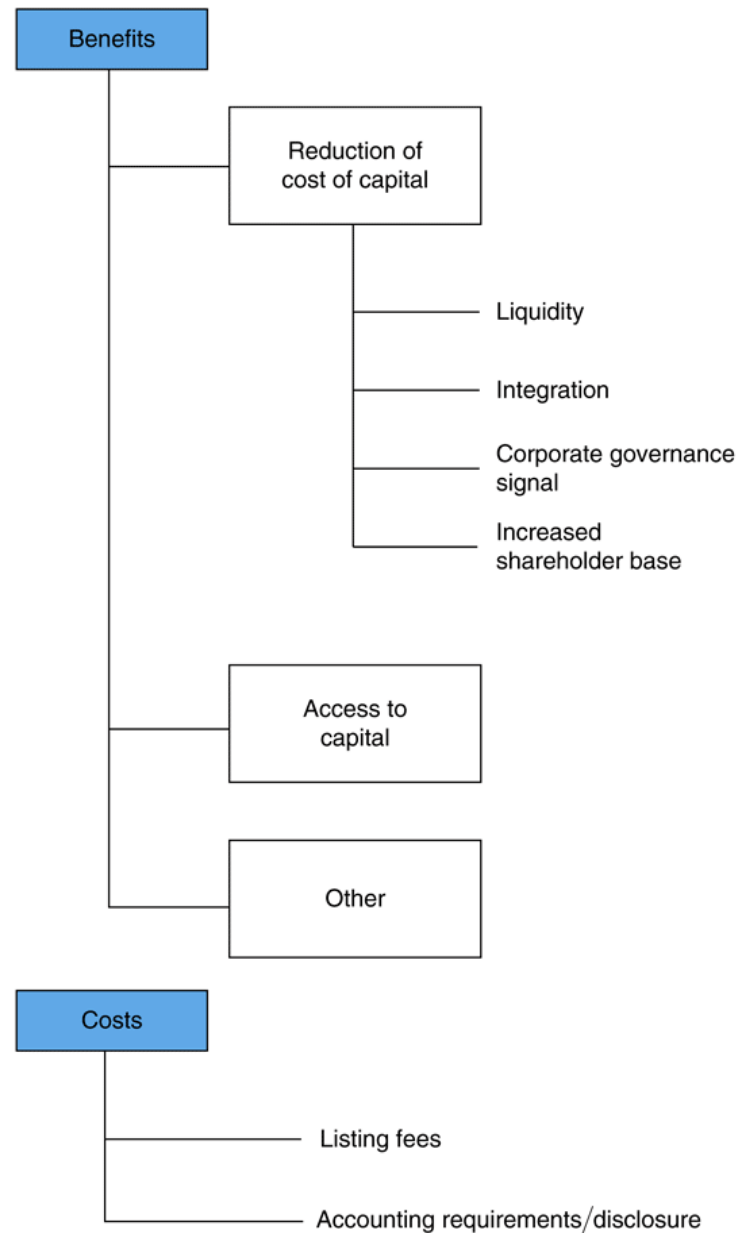 Benefits
Reduction of
cost of capital
Liquidity
Integration
Corporate governance
signal
Increased
shareholder base
Access to
capital
Other
Costs
Listing fees
Accounting requirements/disclosure